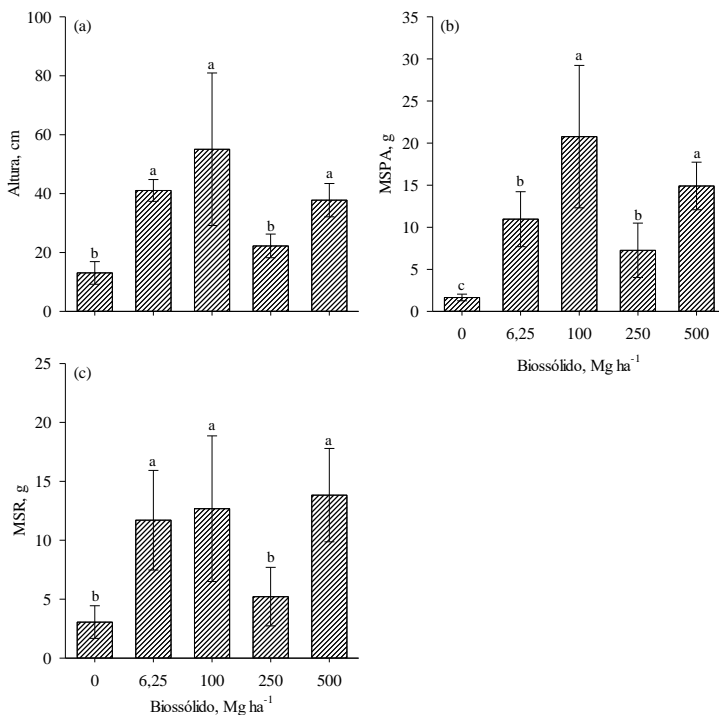 (a)
100
80
60
40
20
0
Altura, cm
b
a
a
b
a
(b)
35
30
25
20
15
10
5
0
MSPA, g
c
b
a
b
a
0 6,25 100 250 500
Biossólido, Mg ha⁻¹
(c)
25
20
15
10
5
0
MSR, g
b
a
a
b
a
0 6,25 100 250 500
Biossólido, Mg ha⁻¹